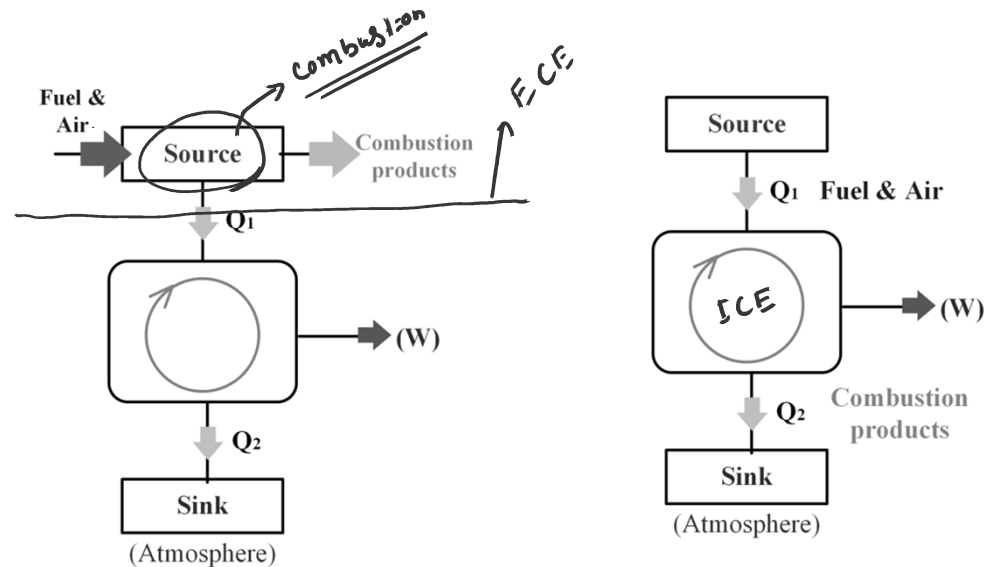 Combustion
ECE
Fuel &
Air
Source
Combustion
products
Q1
(W)
Q2
Sink
(Atmosphere)
Source
Q1 Fuel & Air
ICE
(W)
Q2
Combustion
products
Sink
(Atmosphere)